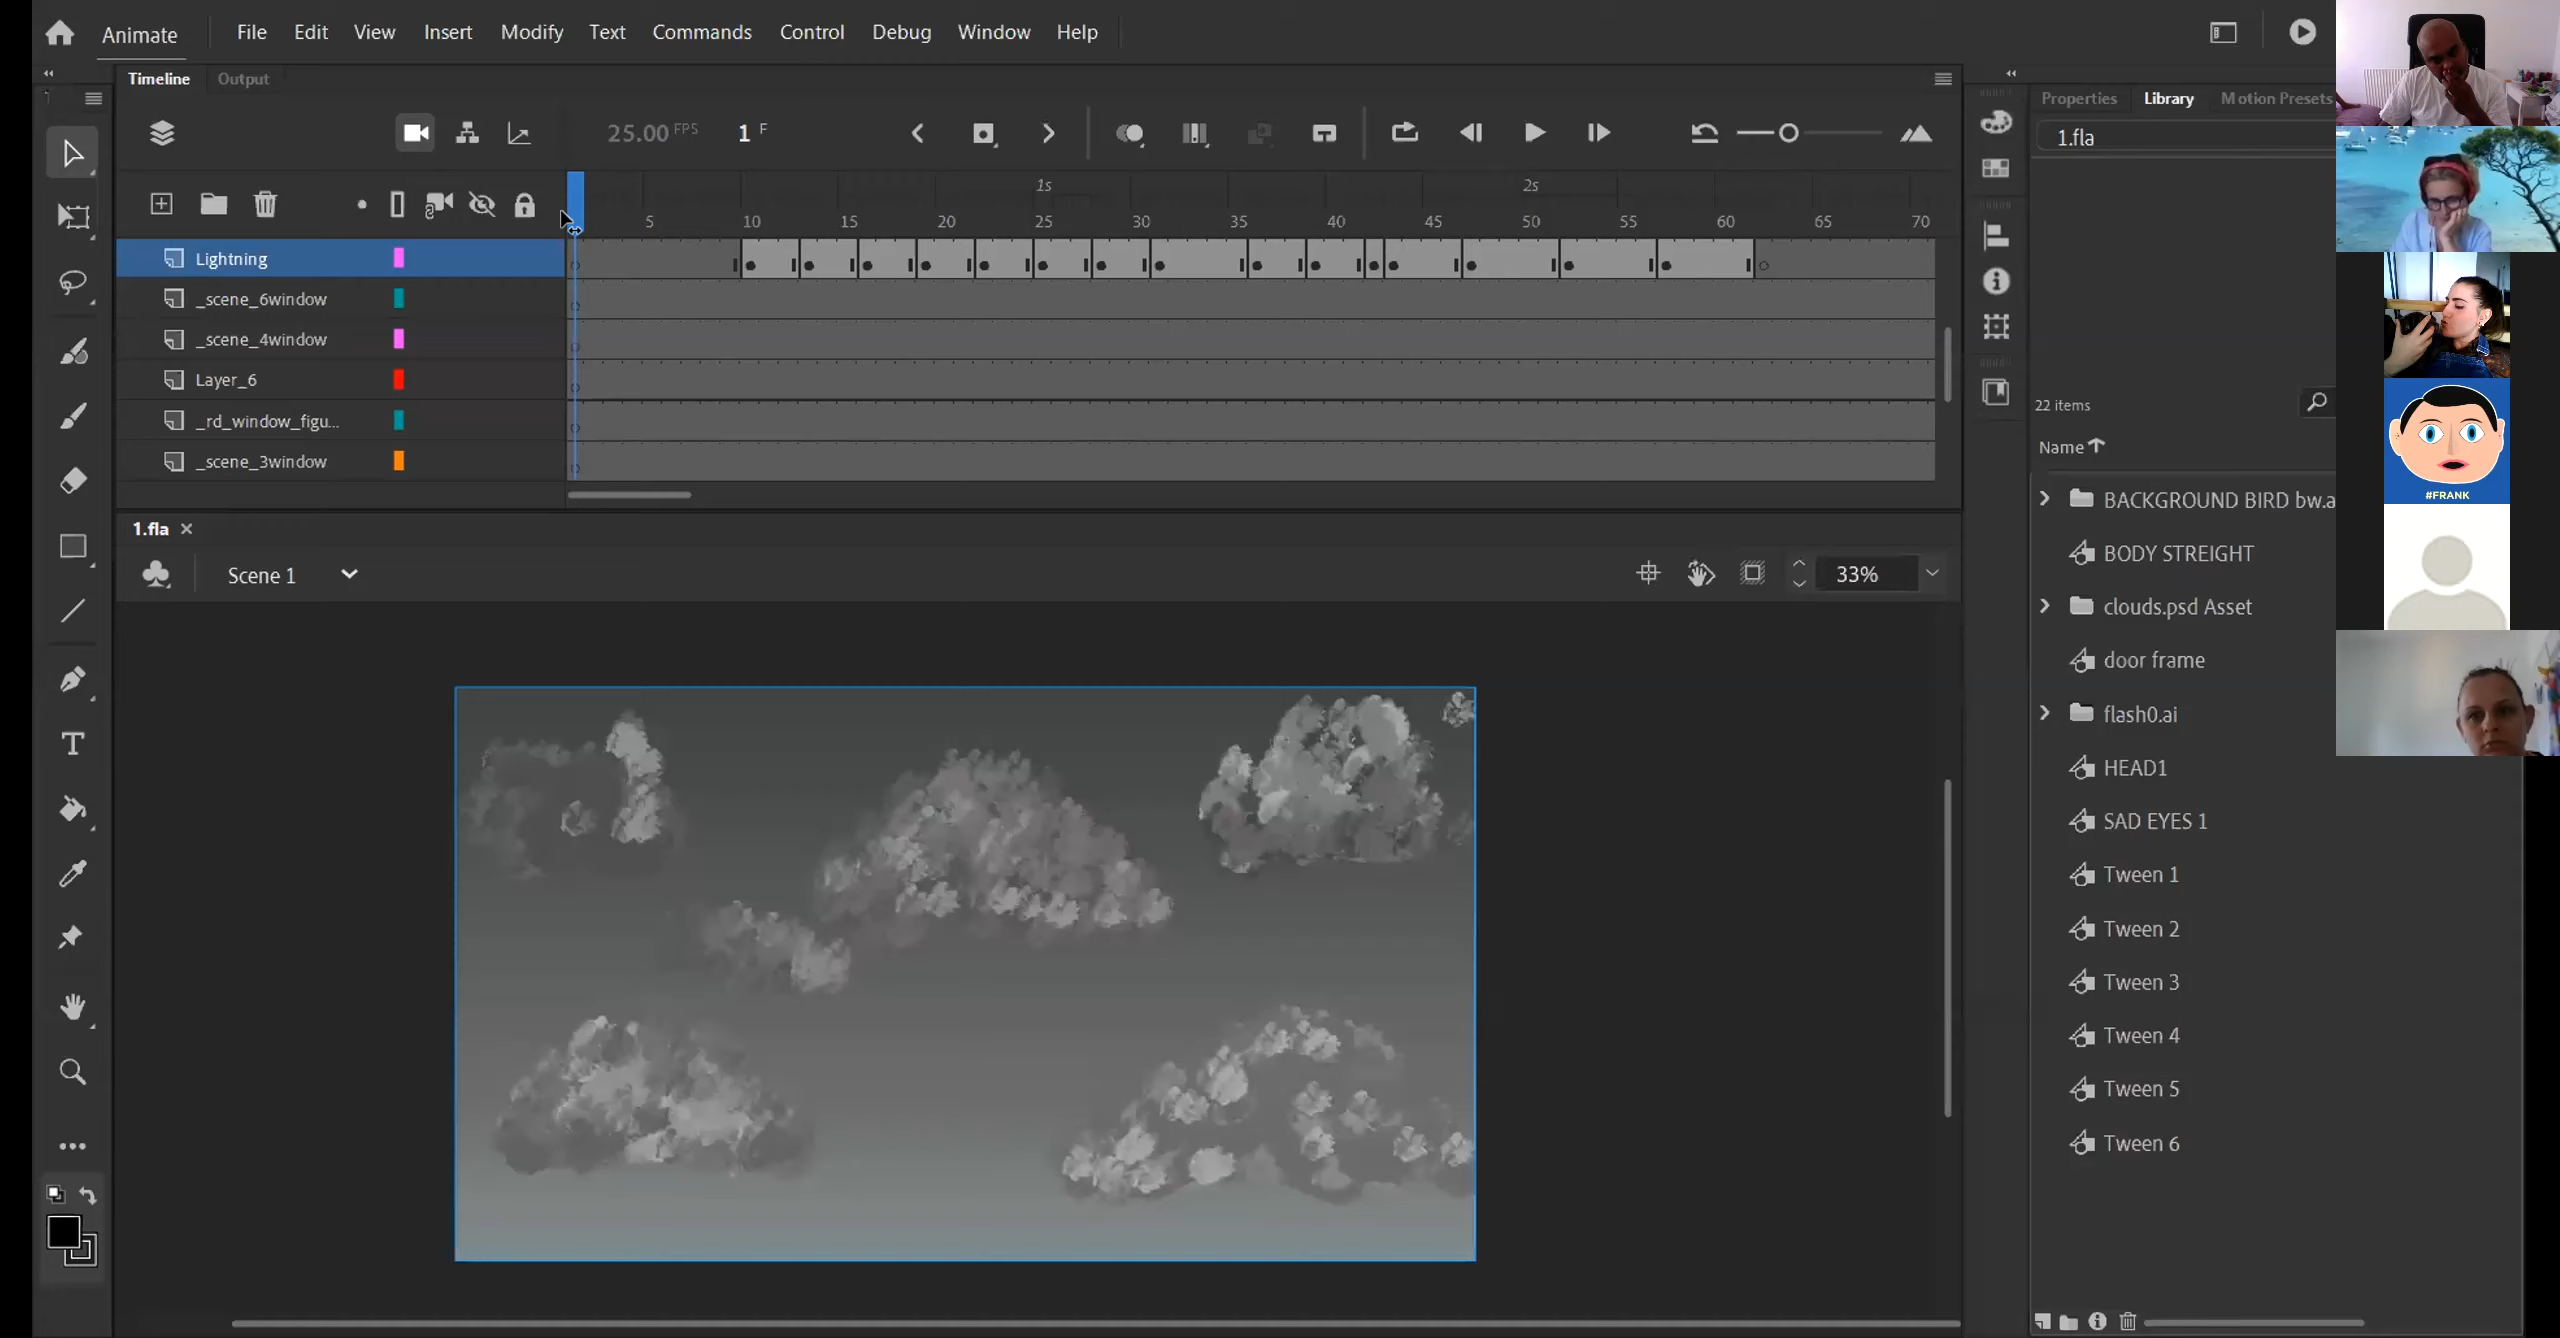 Animate File Edit View Insert Modify Text Commands Control Debug Window Help
Timeline Output
25.00 FPS 1 F
1s 2s
5 10 15 20 25 30 35 40 45 50 55 60 65 70
Lightning
_scene_6window
_scene_4window
Layer_6
_rd_window_figu...
_scene_3window
1.fla
Scene 1
33%
Properties Library Motion Presets
1.fla
22 items
Name
BACKGROUND BIRD bw.a
BODY STREIGHT
clouds.psd Asset
door frame
flash0.ai
HEAD1
SAD EYES 1
Tween 1
Tween 2
Tween 3
Tween 4
Tween 5
Tween 6
#FRANK